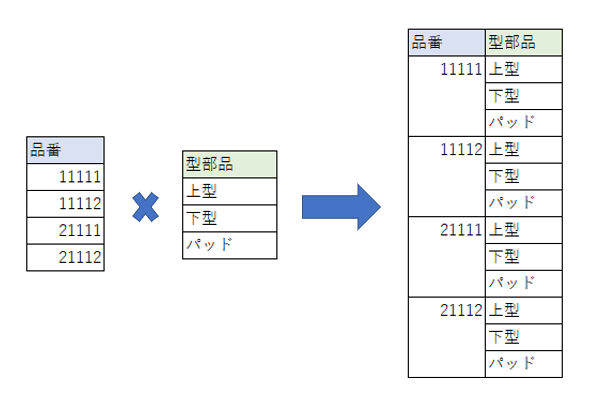 品番
11111
11112
21111
21112
型部品
上型
下型
パッド
品番 型部品
11111 上型
下型
パッド
11112 上型
下型
パッド
21111 上型
下型
パッド
21112 上型
下型
パッド